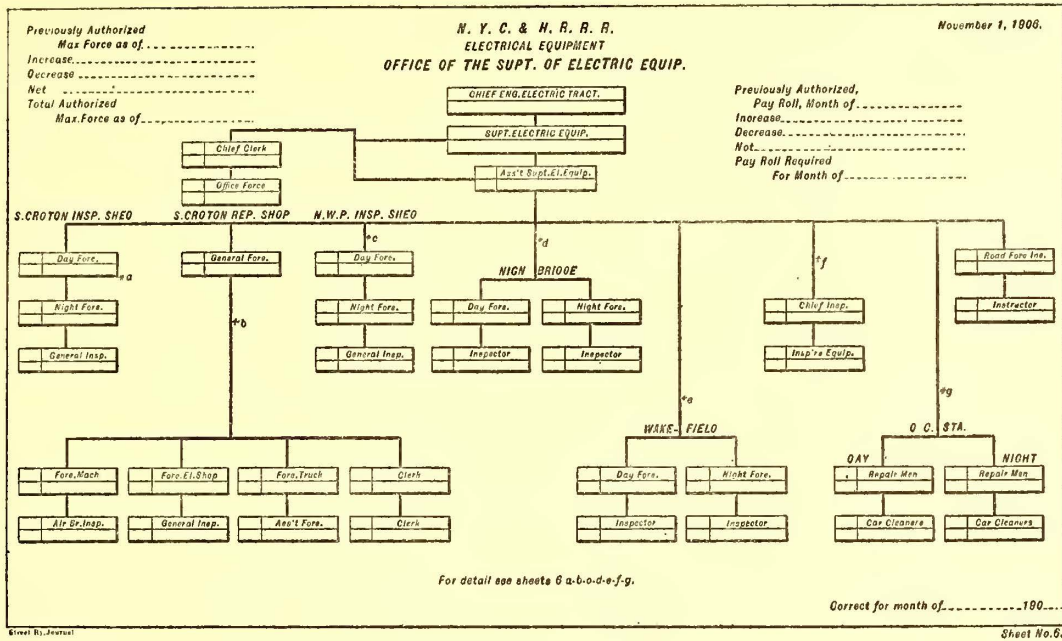 Previously Authorized
Max Force as of
Increase
Decrease
Net
Total Authorized
Max. Force as of
N. Y. C. & H. R. R. R.
ELECTRICAL EQUIPMENT
OFFICE OF THE SUPT. OF ELECTRIC EQUIP.
November 1, 1906.
Previously Authorized,
Pay Roll, Month of
Increase
Decrease
Not
Pay Roll Required
For Month of
CHIEF ENG. ELECTRIC TRACT.
SUPT. ELECTRIC EQUIP.
Ass't Supt. El. Equip.
Chief Clerk
Office Force
S. CROTON INSP. SHEO
S. CROTON REP. SHOP
N. W. P. INSP. SHEO
Day Fore.
*a
Night Fore.
General Insp.
General Fore.
*b
*c
Day Fore.
Night Fore.
General Insp.
*d
NIGN BRIOGE
Day Fore.
Night Fore.
Inspector
Inspector
*f
Chief Insp.
Insp'rs Equip.
Road Fore Ins.
Instructor
*e
*g
WAKE-FIELO
Day Fore.
Night Fore.
Inspector
Inspector
O C. STA.
OAY
NIGHT
Repair Men
Repair Men
Car Cleaners
Car Cleaners
Fore. Mach
Fore. El. Shop
Fore. Truck
Clerk
Air Br. Insp.
General Insp.
Ass't Fore.
Clerk
For detail see sheets 6 a-b-o-d-e-f-g.
Correct for month of 190
Street Ry. Journal
Sheet No. 6.